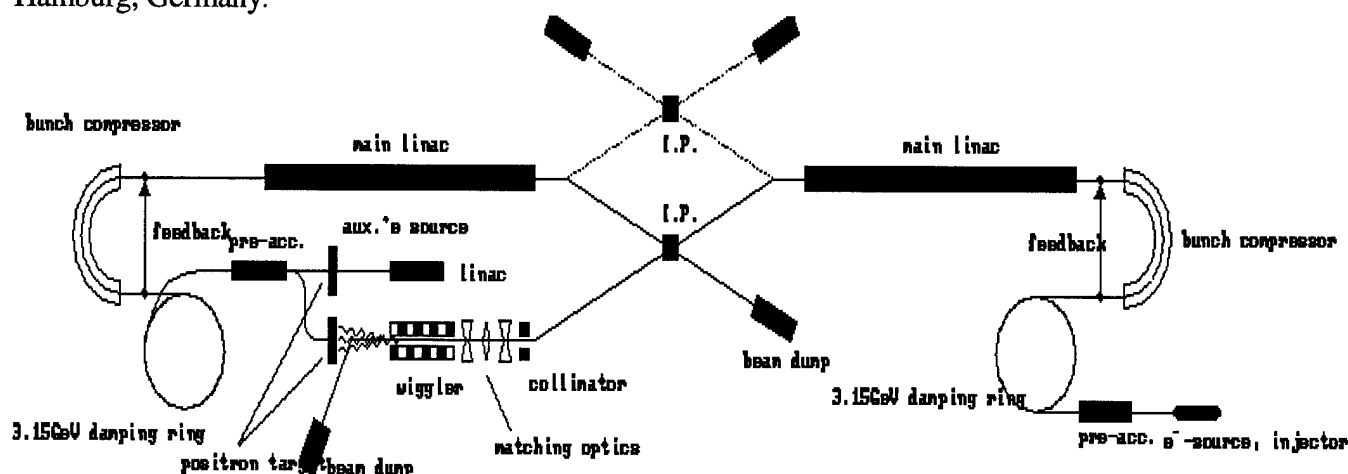 Hamburg, Germany.
bunch compressor
main linac
I.P.
main linac
I.P.
feedback
pre-acc.
aux.+e source
linac
feedback
bunch compressor
wiggler
collimator
beam dump
3.15GeV damping ring
3.15GeV damping ring
matching optics
pre-acc.
e⁻-source, injector
positron target
beam dump